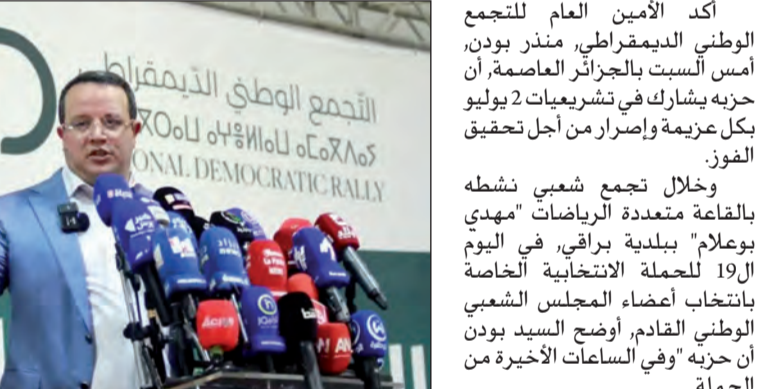 أكد الأمين العام للتجمع
الوطني الديمقراطي, منذر بودن,
أمس السبت بالجزائر العاصمة, أن
حزبه يشارك في تشريعيات 2 يوليو
بكل عزيمة وإصرار من أجل تحقيق
الفوز.
وخلال تجمع شعبي نشطه
بالقاعة متعددة الرياضات "مهدي
بوعلام" ببلدية براقي, في اليوم
ال19 للحملة الانتخابية الخاصة
بانتخاب أعضاء المجلس الشعبي
الوطني القادم, أوضح السيد بودن
أن حزبه "وفي الساعات الأخيرة من
الحملة
التجمع الوطني الديمقراطي
ONAL DEMOCRATIC RALLY